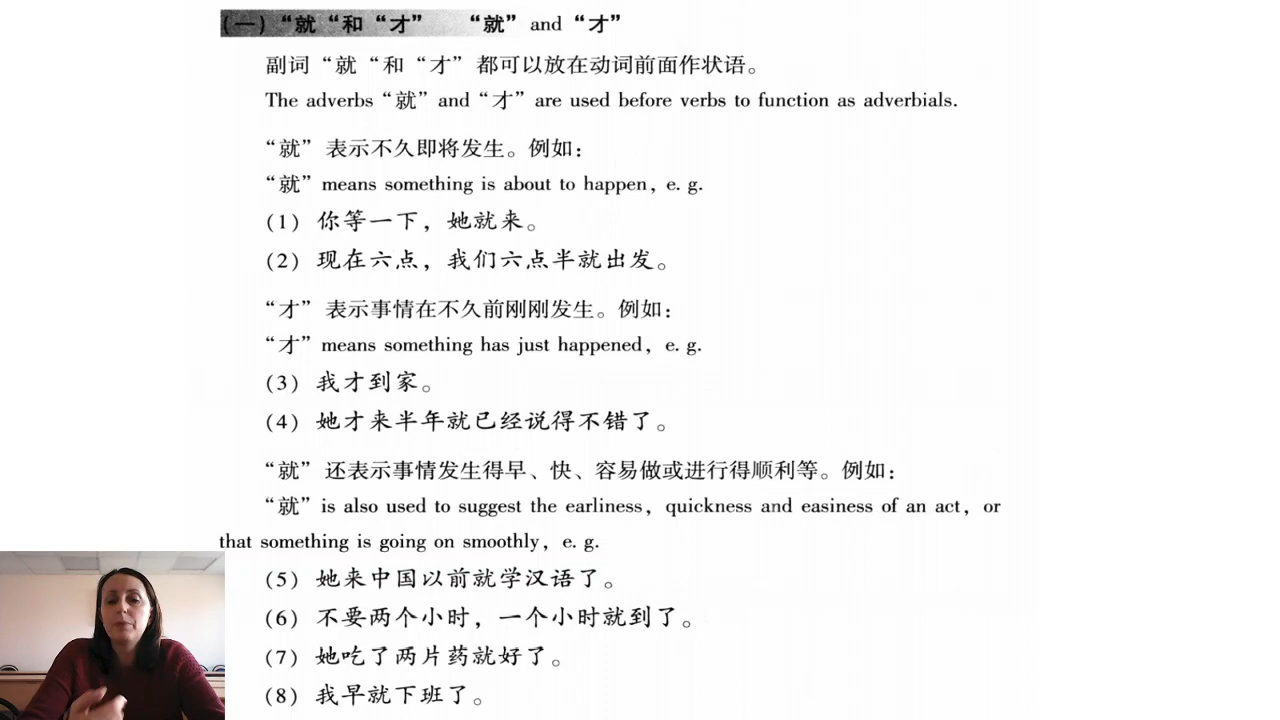 (一) “就“和“才” “就” and “才”
副词“就“和“才”都可以放在动词前面作状语。
The adverbs “就” and “才” are used before verbs to function as adverbials.
“就” 表示不久即将发生。例如：
“就” means something is about to happen, e. g.
(1) 你等一下，她就来。
(2) 现在六点，我们六点半就出发。
“才” 表示事情在不久前刚刚发生。例如：
“才” means something has just happened, e. g.
(3) 我才到家。
(4) 她才来半年就已经说得不错了。
“就” 还表示事情发生得早、快、容易做或进行得顺利等。例如：
“就” is also used to suggest the earliness, quickness and easiness of an act, or
that something is going on smoothly, e. g.
(5) 她来中国以前就学汉语了。
(6) 不要两个小时，一个小时就到了。
(7) 她吃了两片药就好了。
(8) 我早就下班了。